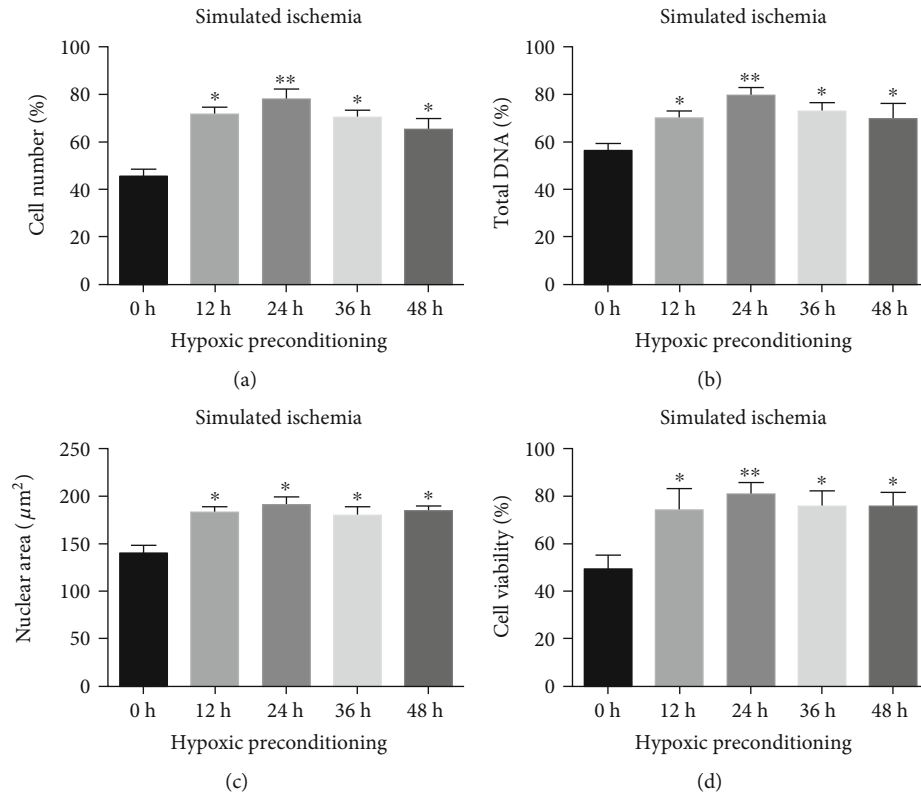 Simulated ischemia
Cell number (%)
100
80
60
40
20
0
* ** * *
0 h 12 h 24 h 36 h 48 h
Hypoxic preconditioning
(a)
Simulated ischemia
Total DNA (%)
100
80
60
40
20
0
* ** * *
0 h 12 h 24 h 36 h 48 h
Hypoxic preconditioning
(b)
Simulated ischemia
Nuclear area (μm²)
250
200
150
100
50
0
* * * *
0 h 12 h 24 h 36 h 48 h
Hypoxic preconditioning
(c)
Simulated ischemia
Cell viability (%)
100
80
60
40
20
0
* ** * *
0 h 12 h 24 h 36 h 48 h
Hypoxic preconditioning
(d)